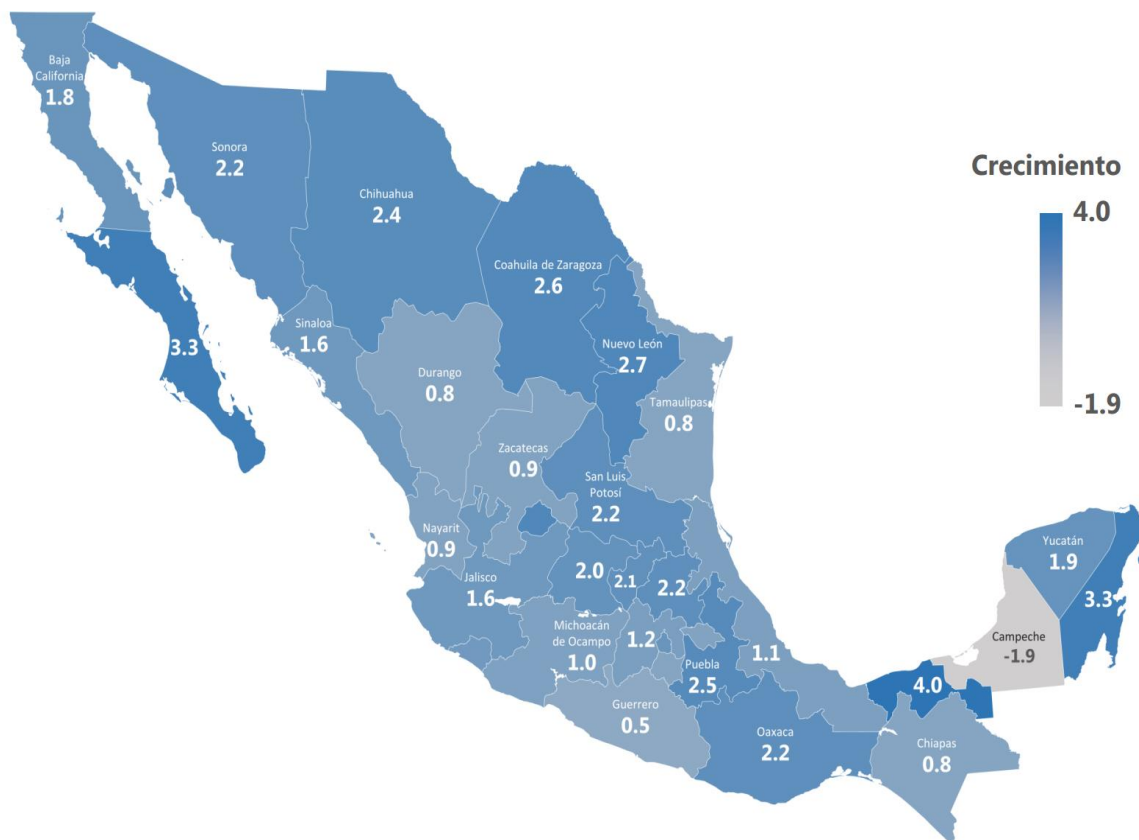 Baja
California
1.8
Sonora
2.2
Chihuahua
2.4
Coahuila de Zaragoza
2.6
Nuevo León
2.7
Sinaloa
1.6
3.3
Durango
0.8
Tamaulipas
0.8
Zacatecas
0.9
San Luis
Potosí
2.2
Nayarit
0.9
Jalisco
1.6
2.0
2.1
2.2
Michoacán
de Ocampo
1.0
1.2
Puebla
2.5
1.1
Guerrero
0.5
Oaxaca
2.2
4.0
Chiapas
0.8
Campeche
-1.9
Yucatán
1.9
3.3
Crecimiento
4.0
-1.9